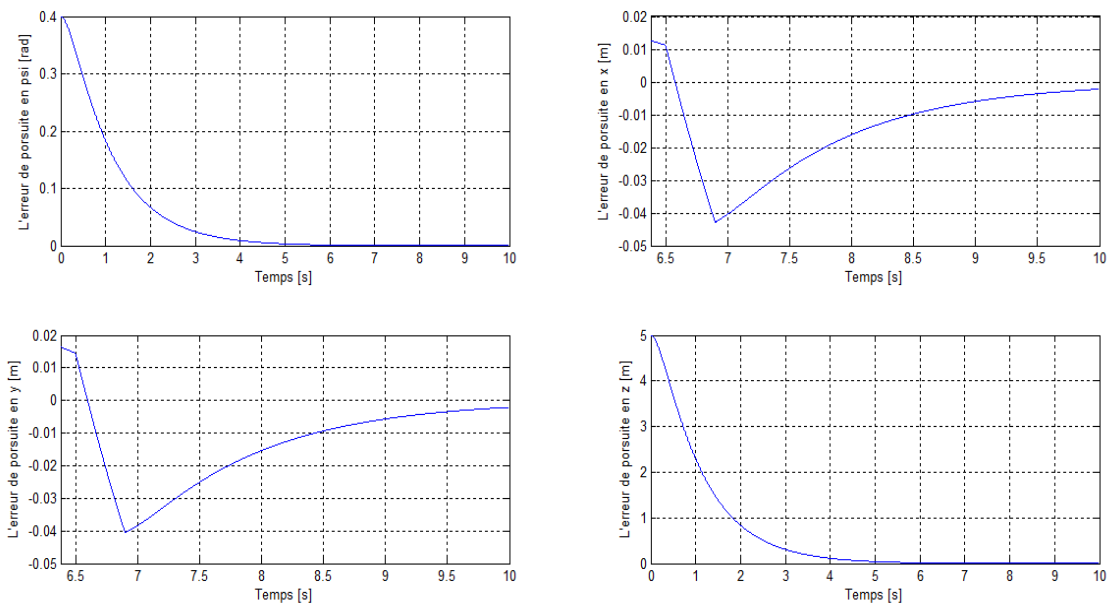 0.4
0.3
0.2
0.1
0
L'erreur de porsuite en psi [rad]
0 1 2 3 4 5 6 7 8 9 10
Temps [s]
0.02
0.01
0
-0.01
-0.02
-0.03
-0.04
-0.05
L'erreur de porsuite en x [m]
6.5 7 7.5 8 8.5 9 9.5 10
Temps [s]
0.02
0.01
0
-0.01
-0.02
-0.03
-0.04
-0.05
L'erreur de porsuite en y [m]
6.5 7 7.5 8 8.5 9 9.5 10
Temps [s]
5
4
3
2
1
0
L'erreur de porsuite en z [m]
0 1 2 3 4 5 6 7 8 9 10
Temps [s]